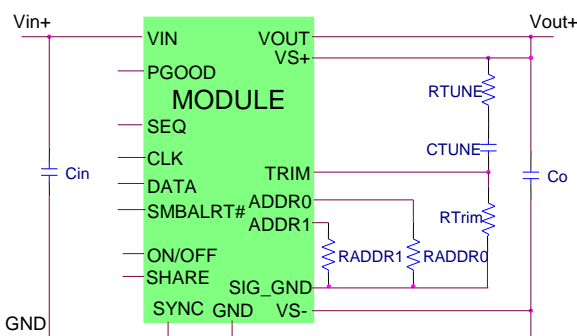 Vin+
Vout+
VIN
VOUT
VS+
PGOOD
RTUNE
MODULE
SEQ
CTUNE
CLK
Cin
TRIM
Co
DATA
ADDR0
SMBALRT#
RTrim
ADDR1
ON/OFF
RADDR1
RADDR0
SHARE
SIG_GND
SYNC
GND
VS-
GND